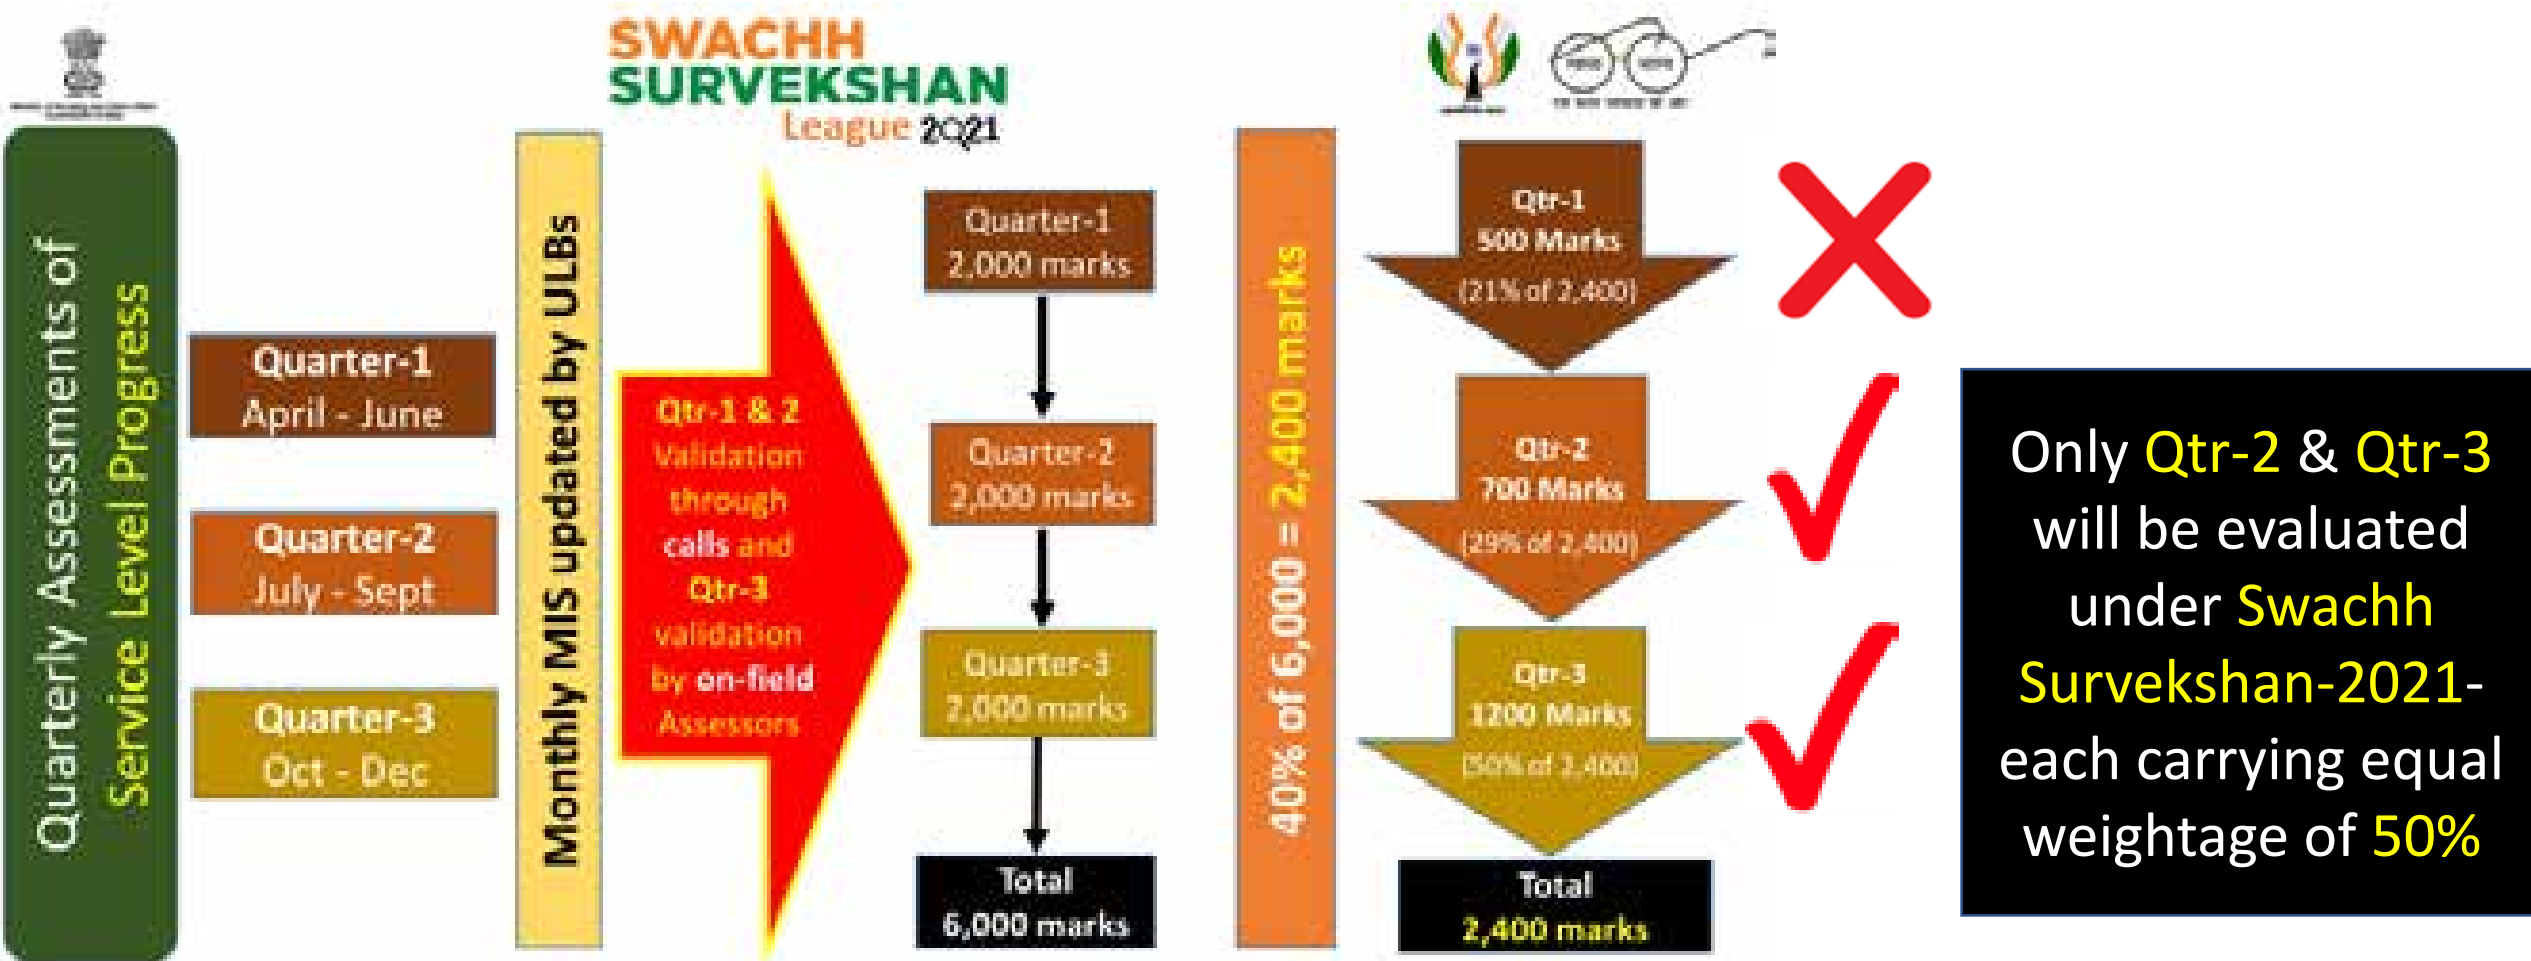 SWACHH
SURVEKSHAN
League 2021
Quarterly Assessments of
Service Level Progress
Quarter-1
April - June
Quarter-2
July - Sept
Quarter-3
Oct - Dec
Monthly MIS updated by ULBs
Qtr-1 & 2
Validation
through
calls and
Qtr-3
validation
by on-field
Assessors
Quarter-1
2,000 marks
Quarter-2
2,000 marks
Quarter-3
2,000 marks
Total
6,000 marks
40% of 6,000 = 2,400 marks
Qtr-1
500 Marks
(21% of 2,400)
Qtr-2
700 Marks
(29% of 2,400)
Qtr-3
1200 Marks
(50% of 2,400)
Total
2,400 marks
Only Qtr-2 & Qtr-3
will be evaluated
under Swachh
Survekshan-2021-
each carrying equal
weightage of 50%